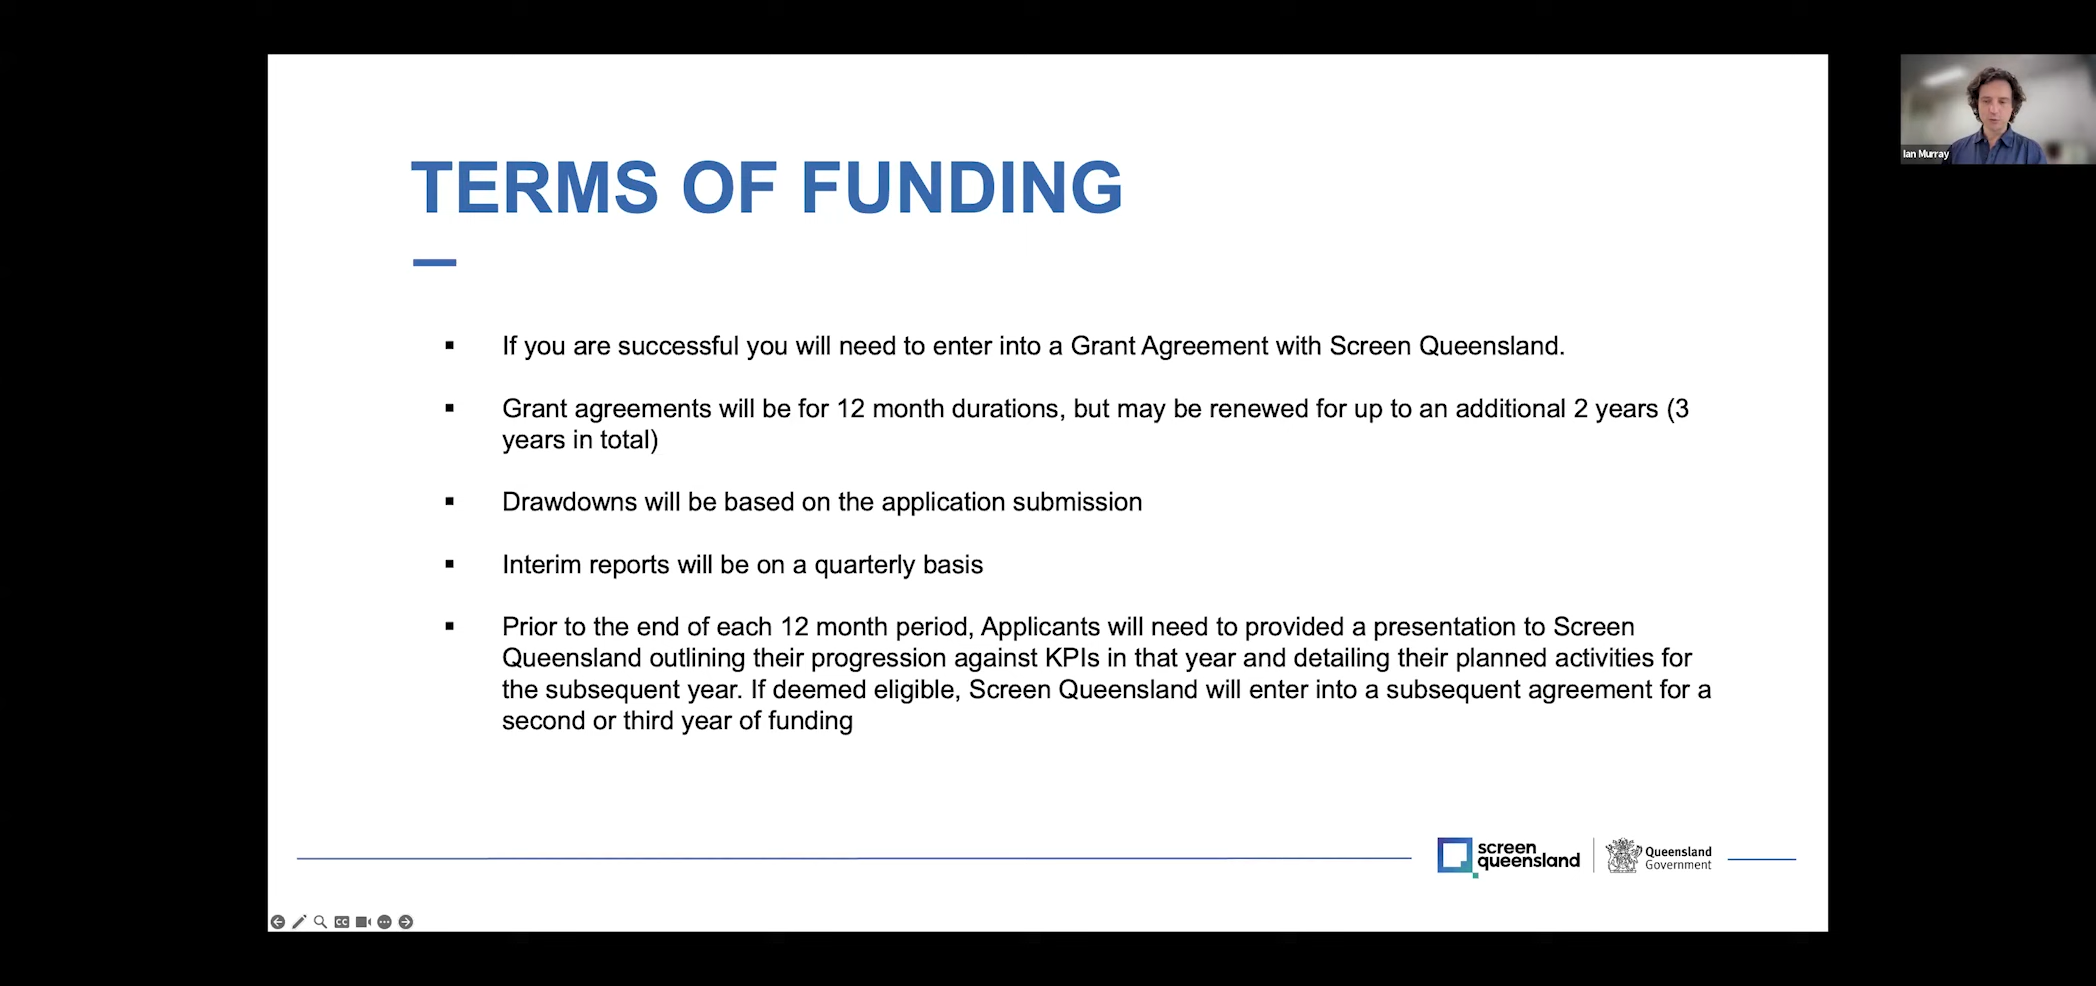 TERMS OF FUNDING
Ian Murray
▪ If you are successful you will need to enter into a Grant Agreement with Screen Queensland.
▪ Grant agreements will be for 12 month durations, but may be renewed for up to an additional 2 years (3
years in total)
▪ Drawdowns will be based on the application submission
▪ Interim reports will be on a quarterly basis
▪ Prior to the end of each 12 month period, Applicants will need to provided a presentation to Screen
Queensland outlining their progression against KPIs in that year and detailing their planned activities for
the subsequent year. If deemed eligible, Screen Queensland will enter into a subsequent agreement for a
second or third year of funding
screen
queensland
Queensland
Government
CC